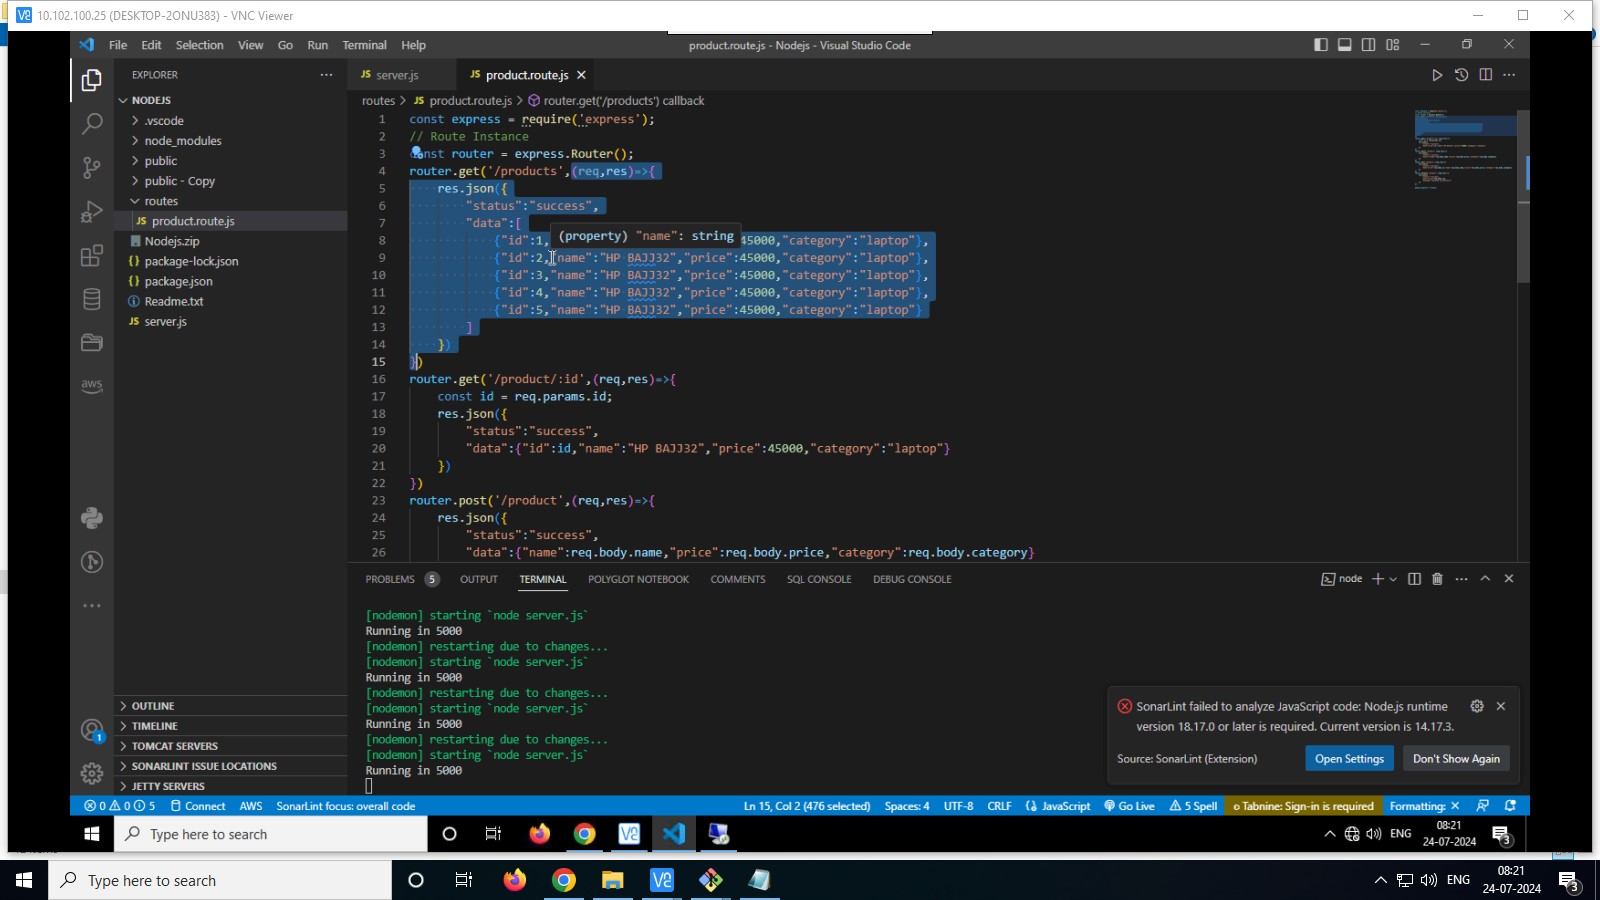 10.102.100.25 (DESKTOP-2ONU383) - VNC Viewer
File Edit Selection View Go Run Terminal Help
product.route.js - Nodejs - Visual Studio Code
EXPLORER
NODEJS
.vscode
node_modules
public
public - Copy
routes
JS product.route.js
Nodejs.zip
{} package-lock.json
{} package.json
Readme.txt
JS server.js
aws
OUTLINE
TIMELINE
TOMCAT SERVERS
SONARLINT ISSUE LOCATIONS
JETTY SERVERS
JS server.js
JS product.route.js
routes > JS product.route.js > router.get('/products') callback
1 const express = require('express');
2 // Route Instance
3 const router = express.Router();
4 router.get('/products',(req,res)=>{
5 res.json({
6 "status":"success",
7 "data":[
(property) "name": string
8 {"id":1, 45000,"category":"laptop"},
9 {"id":2,"name":"HP BAJJ32","price":45000,"category":"laptop"},
10 {"id":3,"name":"HP BAJJ32","price":45000,"category":"laptop"},
11 {"id":4,"name":"HP BAJJ32","price":45000,"category":"laptop"},
12 {"id":5,"name":"HP BAJJ32","price":45000,"category":"laptop"}
13 ]
14 })
15 })
16 router.get('/product/:id',(req,res)=>{
17 const id = req.params.id;
18 res.json({
19 "status":"success",
20 "data":{"id":id,"name":"HP BAJJ32","price":45000,"category":"laptop"}
21 })
22 })
23 router.post('/product',(req,res)=>{
24 res.json({
25 "status":"success",
26 "data":{"name":req.body.name,"price":req.body.price,"category":req.body.category}
PROBLEMS 5 OUTPUT TERMINAL POLYGLOT NOTEBOOK COMMENTS SQL CONSOLE DEBUG CONSOLE
node
[nodemon] starting `node server.js`
Running in 5000
[nodemon] restarting due to changes...
[nodemon] starting `node server.js`
Running in 5000
[nodemon] restarting due to changes...
[nodemon] starting `node server.js`
Running in 5000
[nodemon] restarting due to changes...
[nodemon] starting `node server.js`
Running in 5000
SonarLint failed to analyze JavaScript code: Node.js runtime
version 18.17.0 or later is required. Current version is 14.17.3.
Source: SonarLint (Extension)
Open Settings
Don't Show Again
1
0 0 5 Connect AWS SonarLint focus: overall code
Ln 15, Col 2 (476 selected) Spaces: 4 UTF-8 CRLF JavaScript Go Live 5 Spell Tabnine: Sign-in is required Formatting: ×
Type here to search
ENG
08:21
24-07-2024
3
Type here to search
ENG
08:21
24-07-2024
3